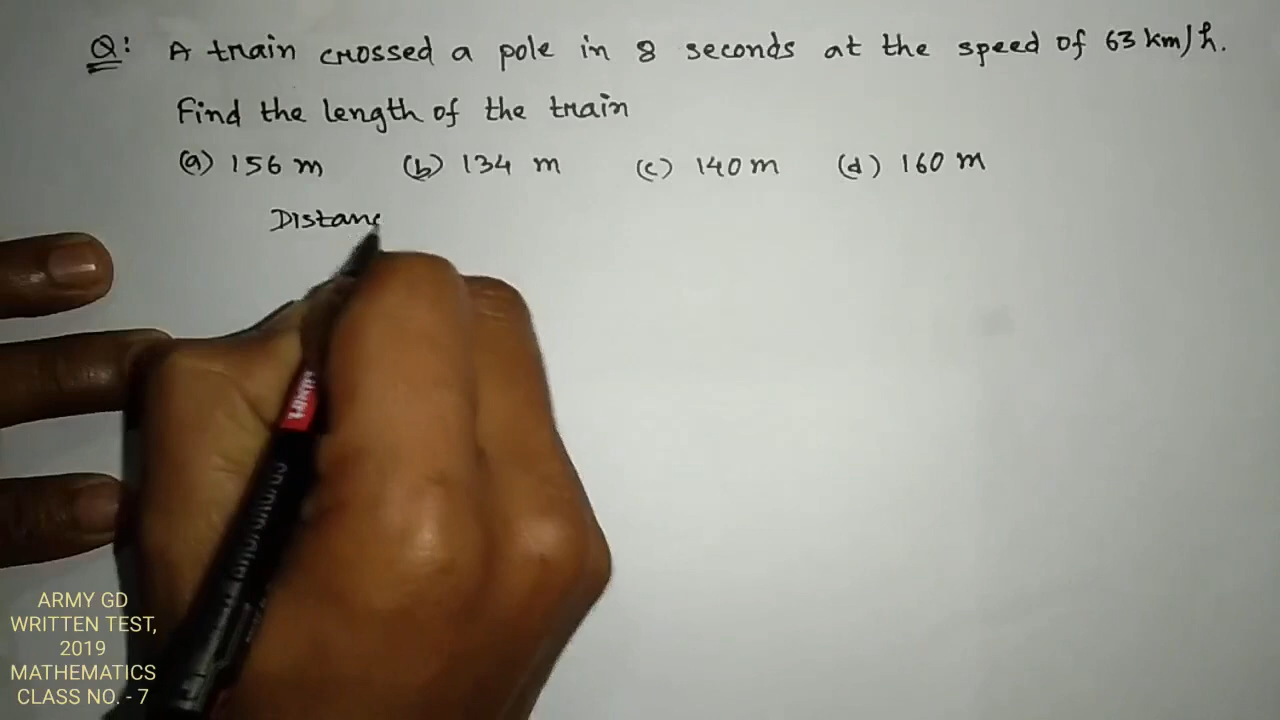 Q: A train crossed a pole in 8 seconds at the speed of 63 km/h.
Find the length of the train
(a) 156 m (b) 134 m (c) 140 m (d) 160 m
Distanc
ARMY GD
WRITTEN TEST,
2019
MATHEMATICS
CLASS NO. - 7